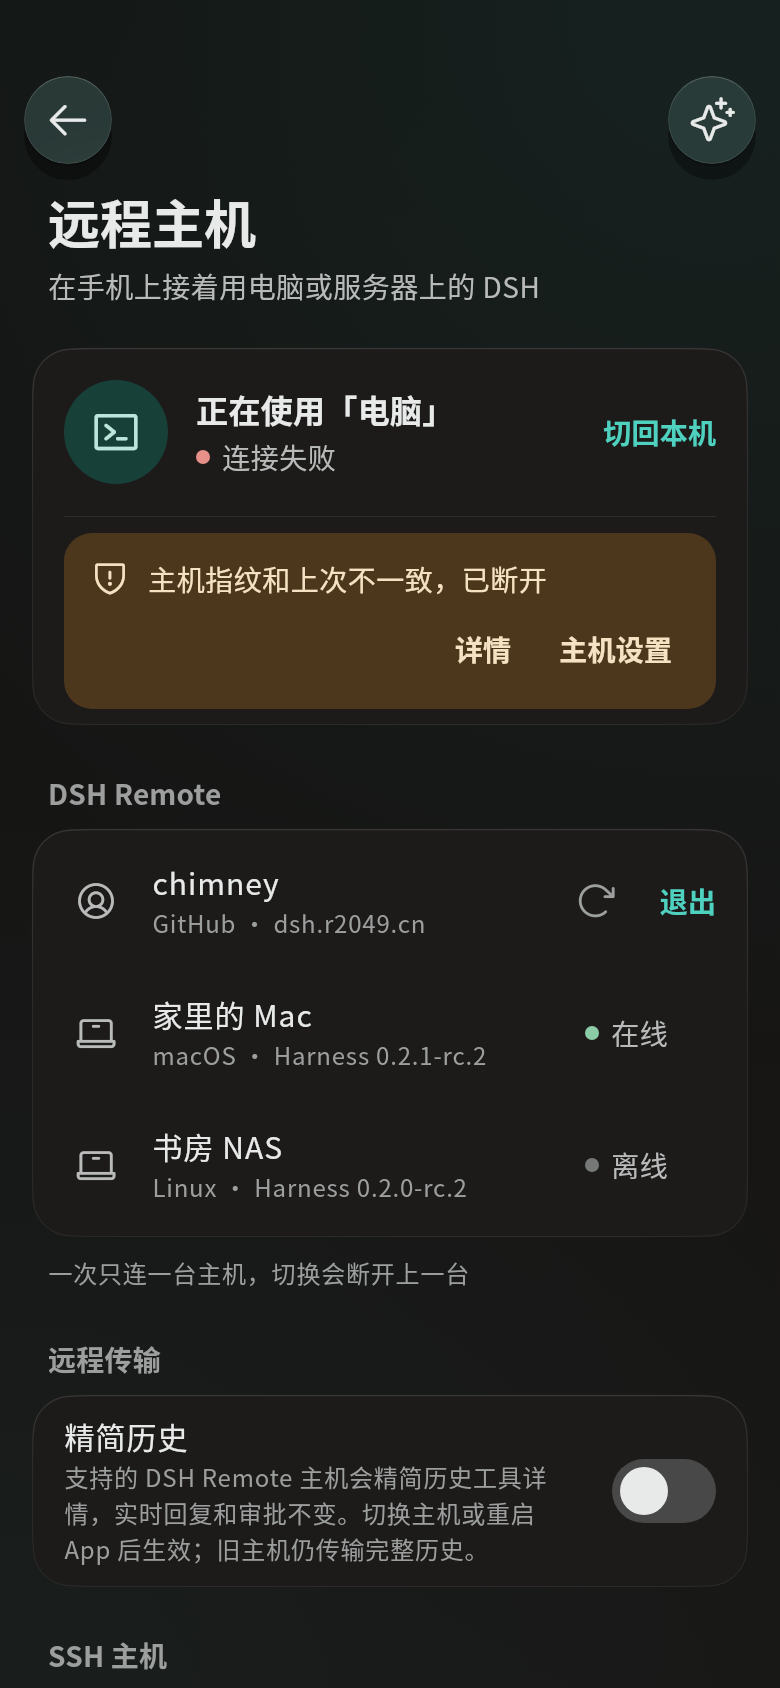 远程主机
在手机上接着用电脑或服务器上的 DSH
正在使用「电脑」
连接失败
切回本机
主机指纹和上次不一致，已断开
详情
主机设置
DSH Remote
chimney
GitHub · dsh.r2049.cn
退出
家里的 Mac
macOS · Harness 0.2.1-rc.2
在线
书房 NAS
Linux · Harness 0.2.0-rc.2
离线
一次只连一台主机，切换会断开上一台
远程传输
精简历史
支持的 DSH Remote 主机会精简历史工具详
情，实时回复和审批不变。切换主机或重启
App 后生效；旧主机仍传输完整历史。
SSH 主机